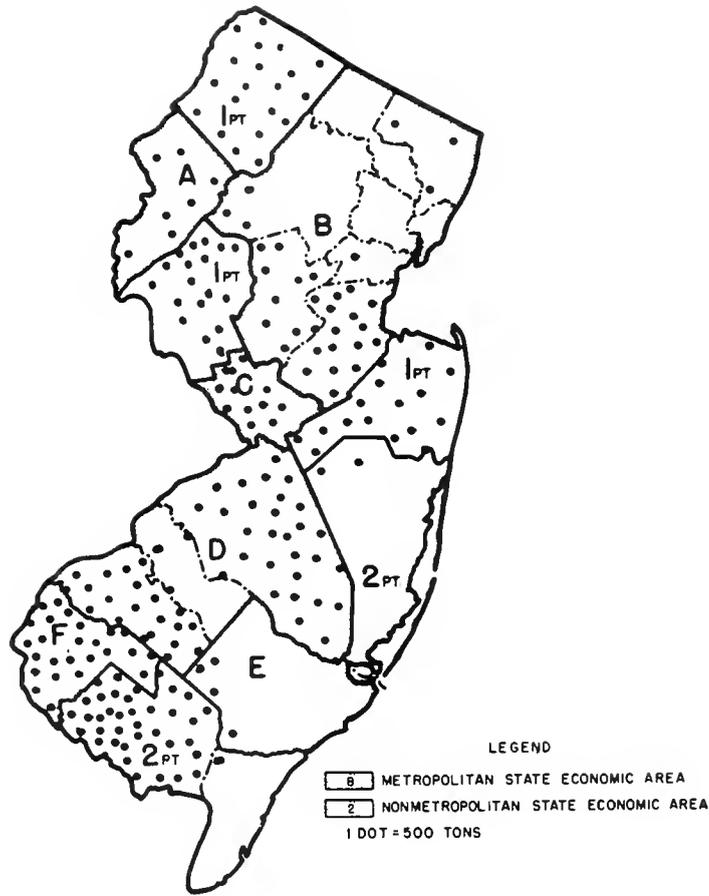 1PT
A
B
1PT
C
1PT
D
2PT
F
E
2PT
LEGEND
8 METROPOLITAN STATE ECONOMIC AREA
2 NONMETROPOLITAN STATE ECONOMIC AREA
1 DOT = 500 TONS